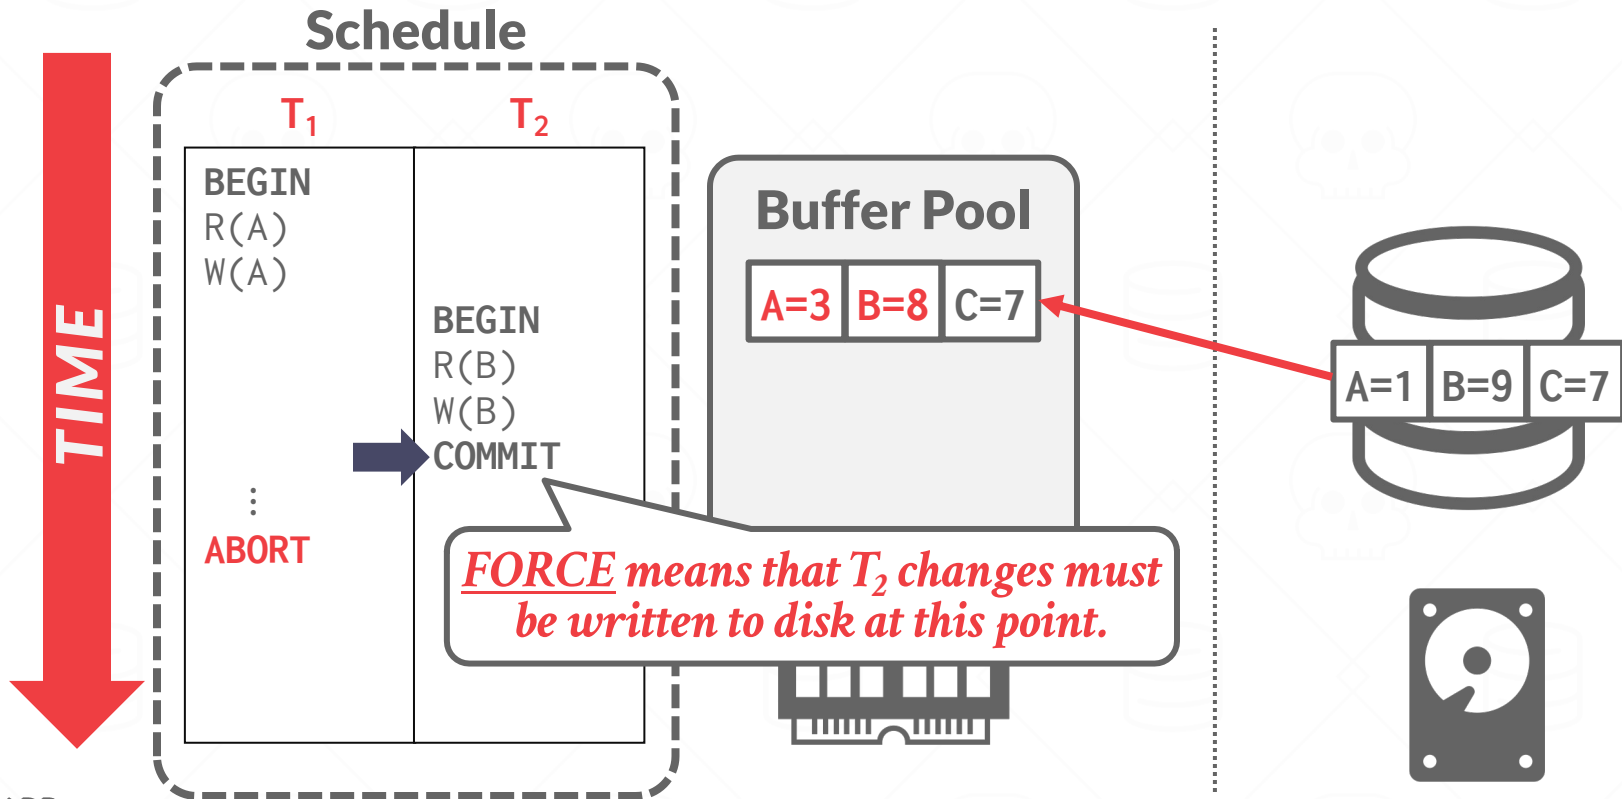 Schedule
T1 T2
BEGIN
R(A)
W(A)
BEGIN
R(B)
W(B)
COMMIT
⋮
ABORT
TIME
Buffer Pool
A=3 B=8 C=7
FORCE means that T2 changes must
be written to disk at this point.
A=1 B=9 C=7